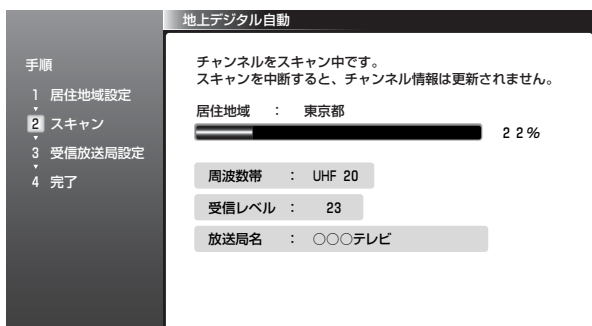 地上デジタル自動
手順
1 居住地域設定
2 スキャン
3 受信放送局設定
4 完了
チャンネルをスキャン中です。
スキャンを中断すると、チャンネル情報は更新されません。
居住地域 : 東京都
22%
周波数帯 : UHF 20
受信レベル : 23
放送局名 : ○○○テレビ